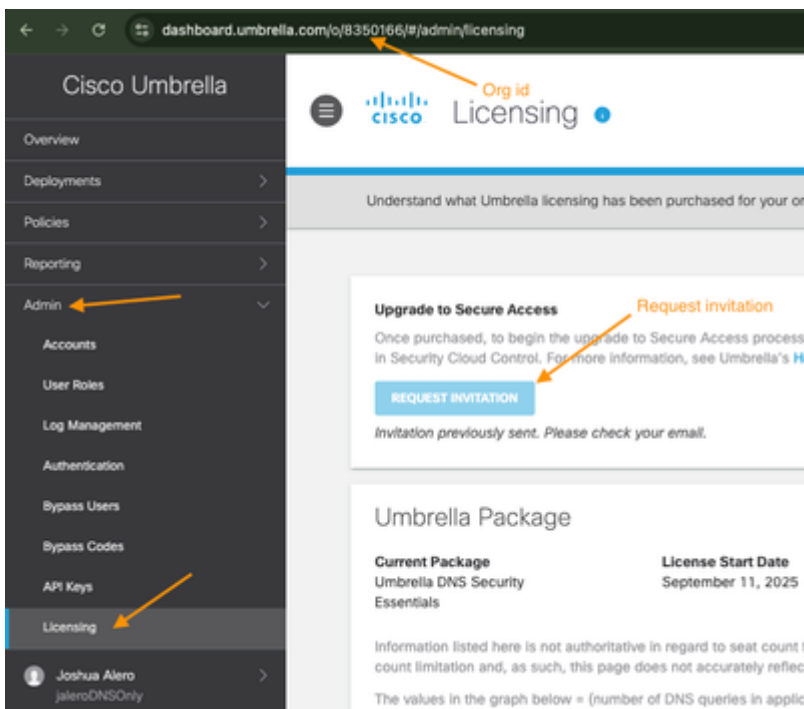 dashboard.umbrella.com/o/8350166/#/admin/licensing
Org id
Cisco Umbrella
Overview
Deployments
Policies
Reporting
Admin
Accounts
User Roles
Log Management
Authentication
Bypass Users
Bypass Codes
API Keys
Licensing
Joshua Alero
jaleroDNSOnly
CISCO
Licensing
Understand what Umbrella licensing has been purchased for your
Upgrade to Secure Access
Request invitation
Once purchased, to begin the upgrade to Secure Access process
in Security Cloud Control. For more information, see Umbrella's
REQUEST INVITATION
Invitation previously sent. Please check your email.
Umbrella Package
Current Package
License Start Date
Umbrella DNS Security
September 11, 2025
Essentials
Information listed here is not authoritative in regard to seat count
count limitation and, as such, this page does not accurately
The values in the graph below = (number of DNS queries in